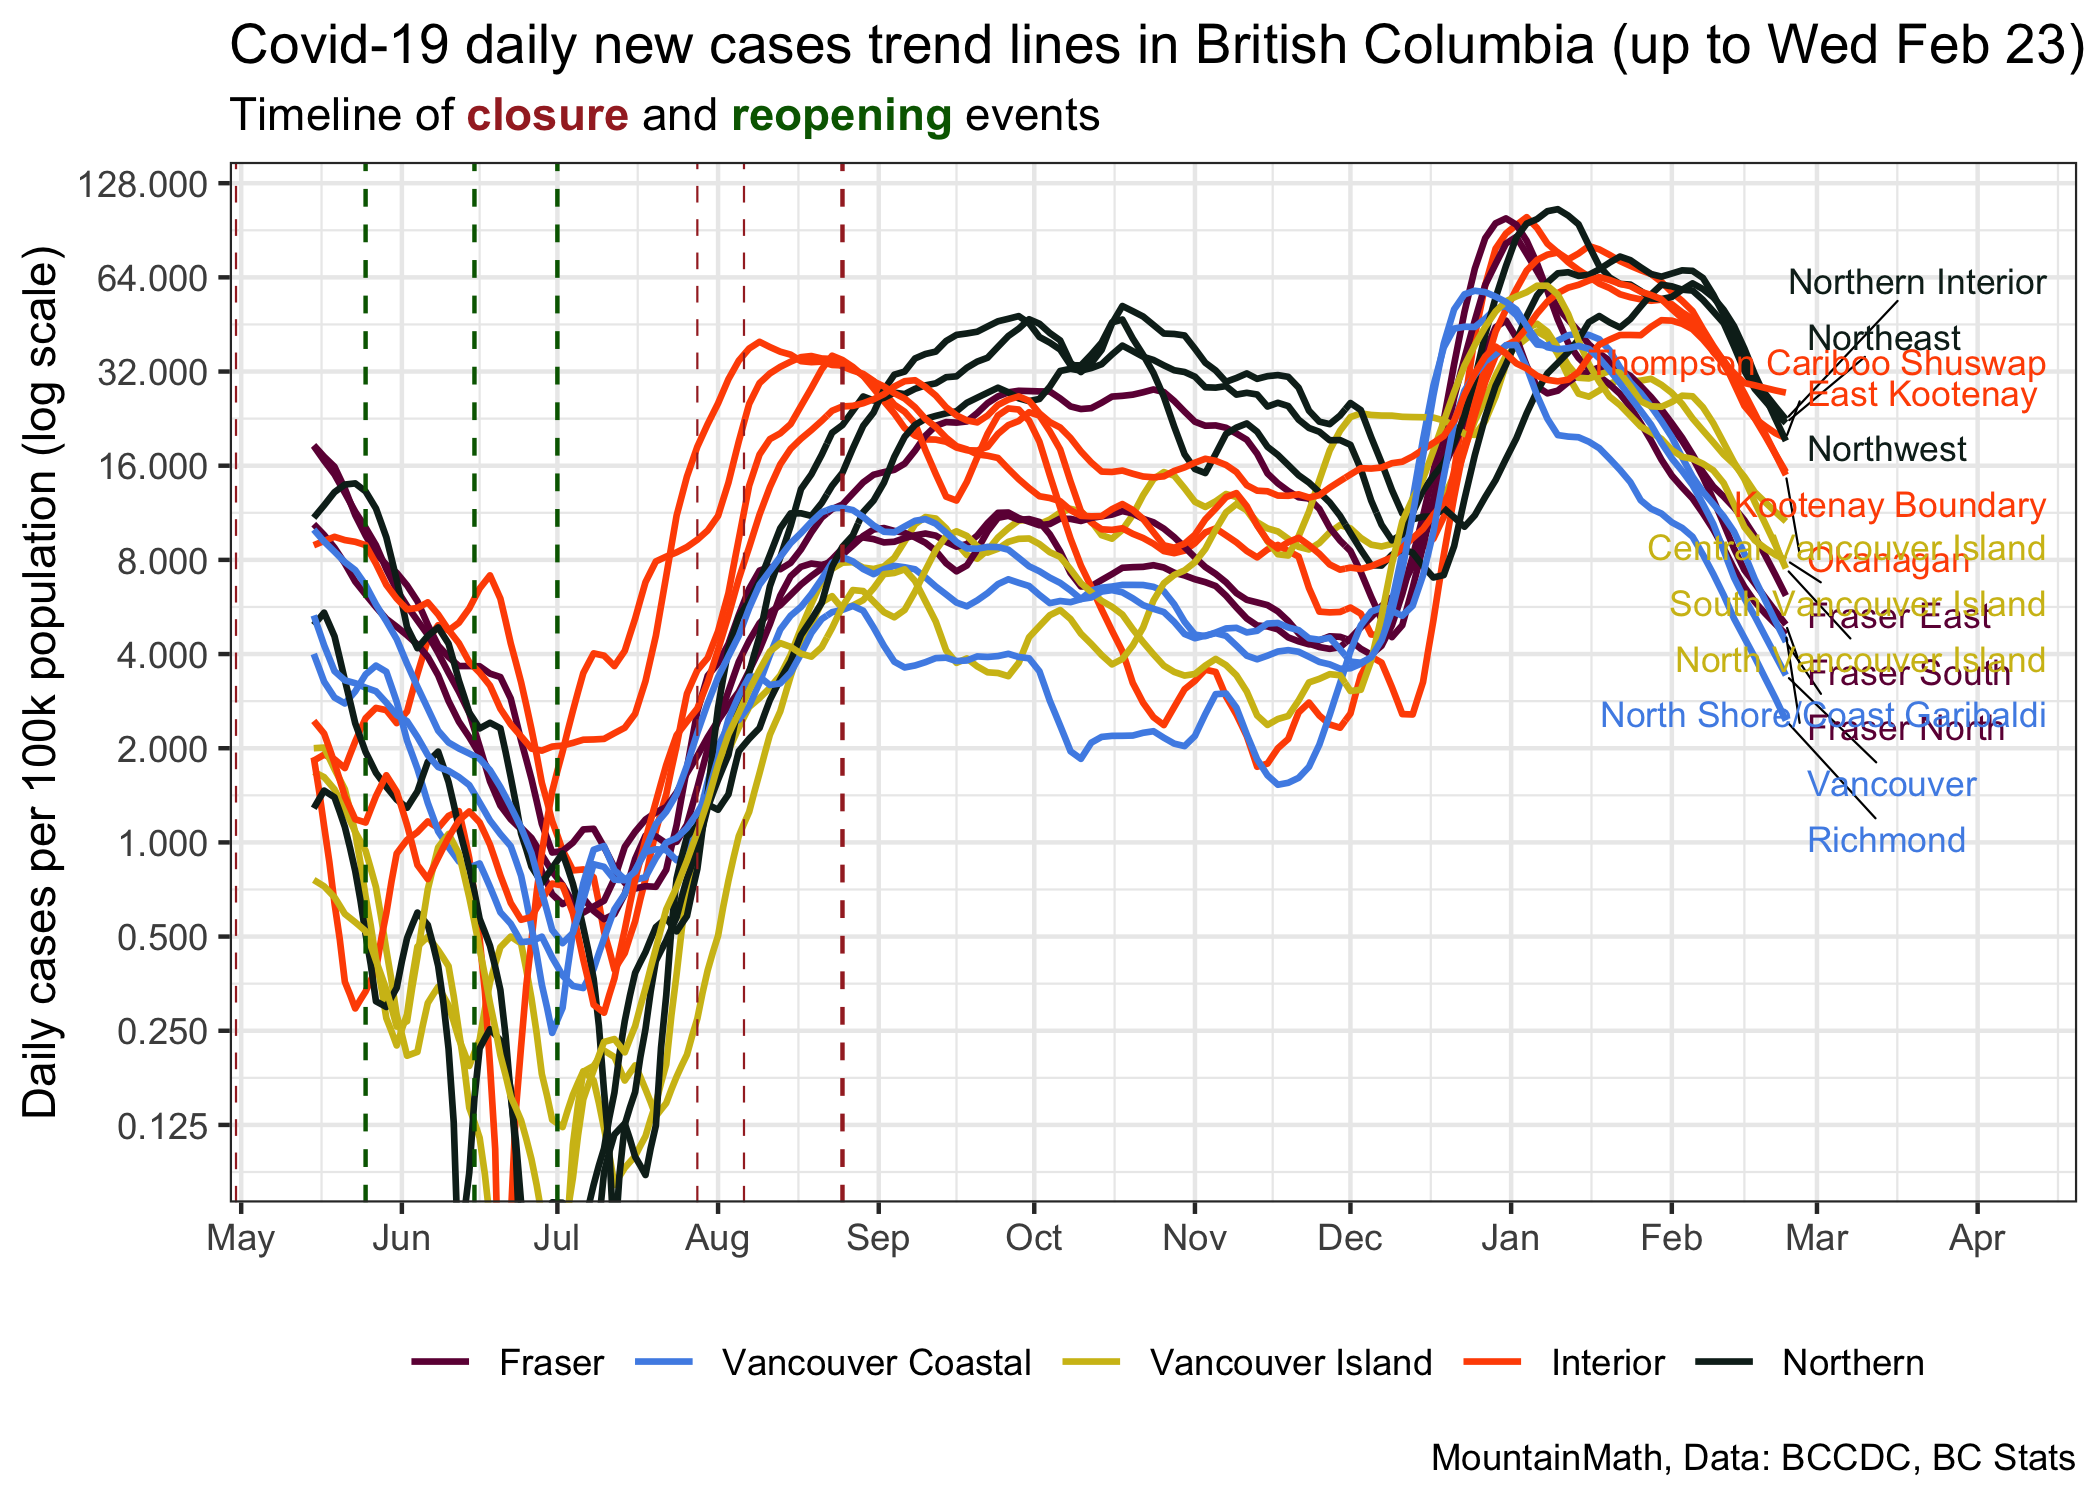 Covid-19 daily new cases trend lines in British Columbia (up to Wed Feb 23)
Timeline of closure and reopening events
Daily cases per 100k population (log scale)
128.000
64.000
32.000
16.000
8.000
4.000
2.000
1.000
0.500
0.250
0.125
Northern Interior
Northeast
Thompson Cariboo Shuswap
East Kootenay
Northwest
Kootenay Boundary
Central Vancouver Island
Okanagan
South Vancouver Island
Fraser East
North Vancouver Island
Fraser South
North Shore/Coast Garibaldi
Fraser North
Vancouver
Richmond
May Jun Jul Aug Sep Oct Nov Dec Jan Feb Mar Apr
Fraser Vancouver Coastal Vancouver Island Interior Northern
MountainMath, Data: BCCDC, BC Stats